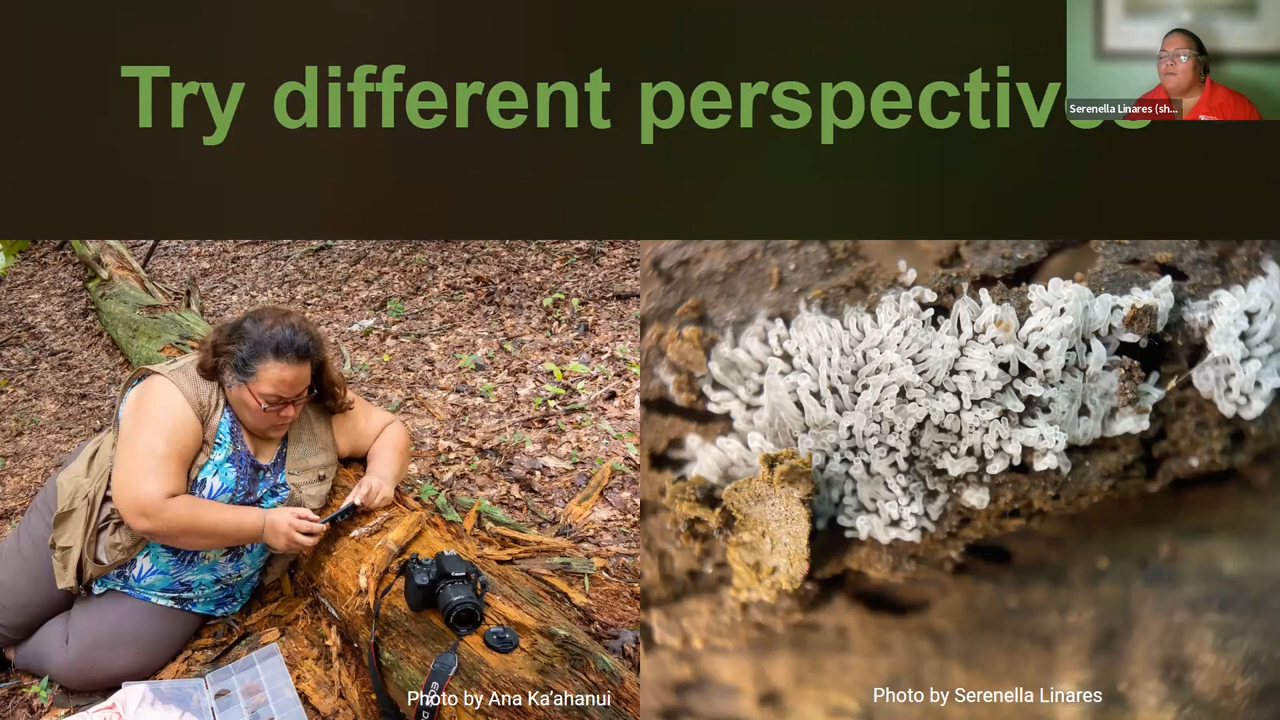 Try different perspectives
Serenella Linares (sh...
Photo by Ana Ka'ahanui
Photo by Serenella Linares